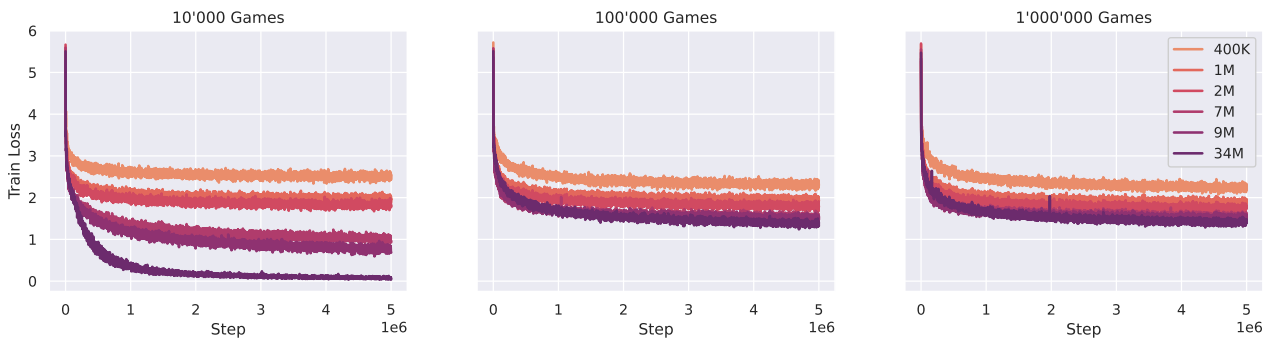 10'000 Games
100'000 Games
1'000'000 Games
Train Loss
6
5
4
3
2
1
0
0 1 2 3 4 5
1e6
Step
0 1 2 3 4 5
1e6
Step
0 1 2 3 4 5
1e6
Step
400K
1M
2M
7M
9M
34M